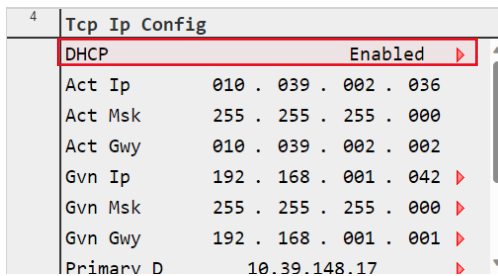 4 Tcp Ip Config
DHCP Enabled
Act Ip 010 . 039 . 002 . 036
Act Msk 255 . 255 . 255 . 000
Act Gwy 010 . 039 . 002 . 002
Gvn Ip 192 . 168 . 001 . 042
Gvn Msk 255 . 255 . 255 . 000
Gvn Gwy 192 . 168 . 001 . 001
Primary D 10.39.148.17